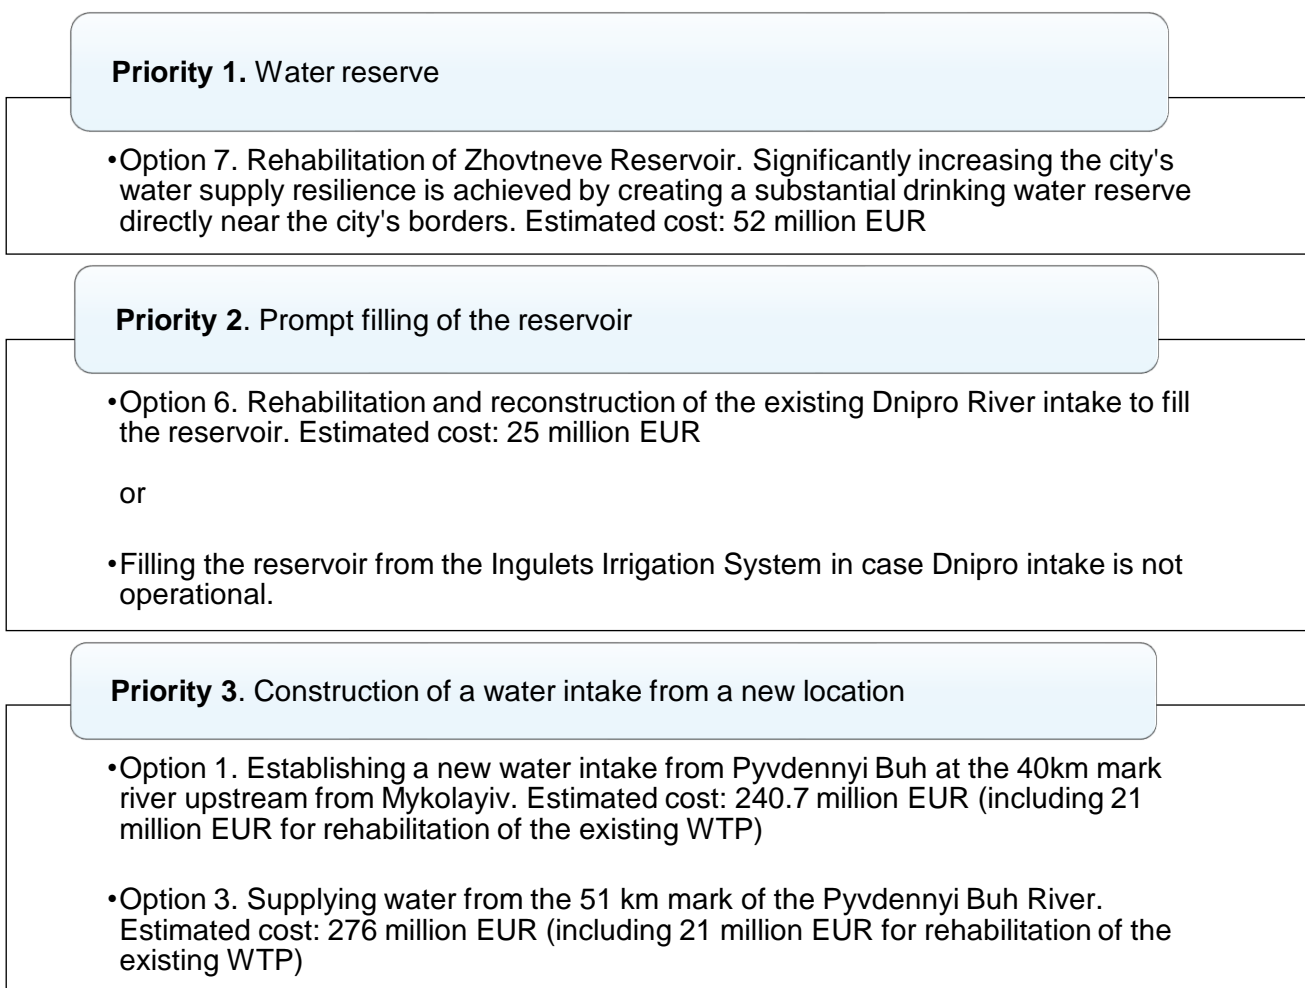 Priority 1. Water reserve
•Option 7. Rehabilitation of Zhovtneve Reservoir. Significantly increasing the city's
water supply resilience is achieved by creating a substantial drinking water reserve
directly near the city's borders. Estimated cost: 52 million EUR
Priority 2. Prompt filling of the reservoir
•Option 6. Rehabilitation and reconstruction of the existing Dnipro River intake to fill
the reservoir. Estimated cost: 25 million EUR
or
•Filling the reservoir from the Ingulets Irrigation System in case Dnipro intake is not
operational.
Priority 3. Construction of a water intake from a new location
•Option 1. Establishing a new water intake from Pyvdennyi Buh at the 40km mark
river upstream from Mykolayiv. Estimated cost: 240.7 million EUR (including 21
million EUR for rehabilitation of the existing WTP)
•Option 3. Supplying water from the 51 km mark of the Pyvdennyi Buh River.
Estimated cost: 276 million EUR (including 21 million EUR for rehabilitation of the
existing WTP)